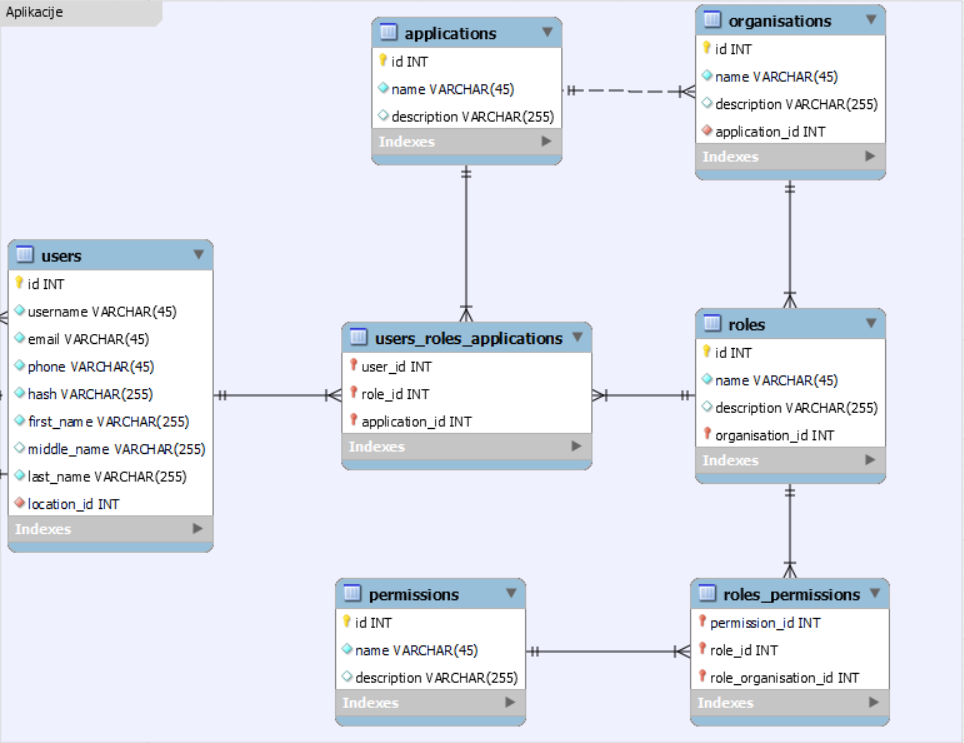 Aplikacije
applications
id INT
name VARCHAR(45)
description VARCHAR(255)
Indexes
organisations
id INT
name VARCHAR(45)
description VARCHAR(255)
application_id INT
Indexes
users
id INT
username VARCHAR(45)
email VARCHAR(45)
phone VARCHAR(45)
hash VARCHAR(255)
first_name VARCHAR(255)
middle_name VARCHAR(255)
last_name VARCHAR(255)
location_id INT
Indexes
users_roles_applications
user_id INT
role_id INT
application_id INT
Indexes
roles
id INT
name VARCHAR(45)
description VARCHAR(255)
organisation_id INT
Indexes
permissions
id INT
name VARCHAR(45)
description VARCHAR(255)
Indexes
roles_permissions
permission_id INT
role_id INT
role_organisation_id INT
Indexes